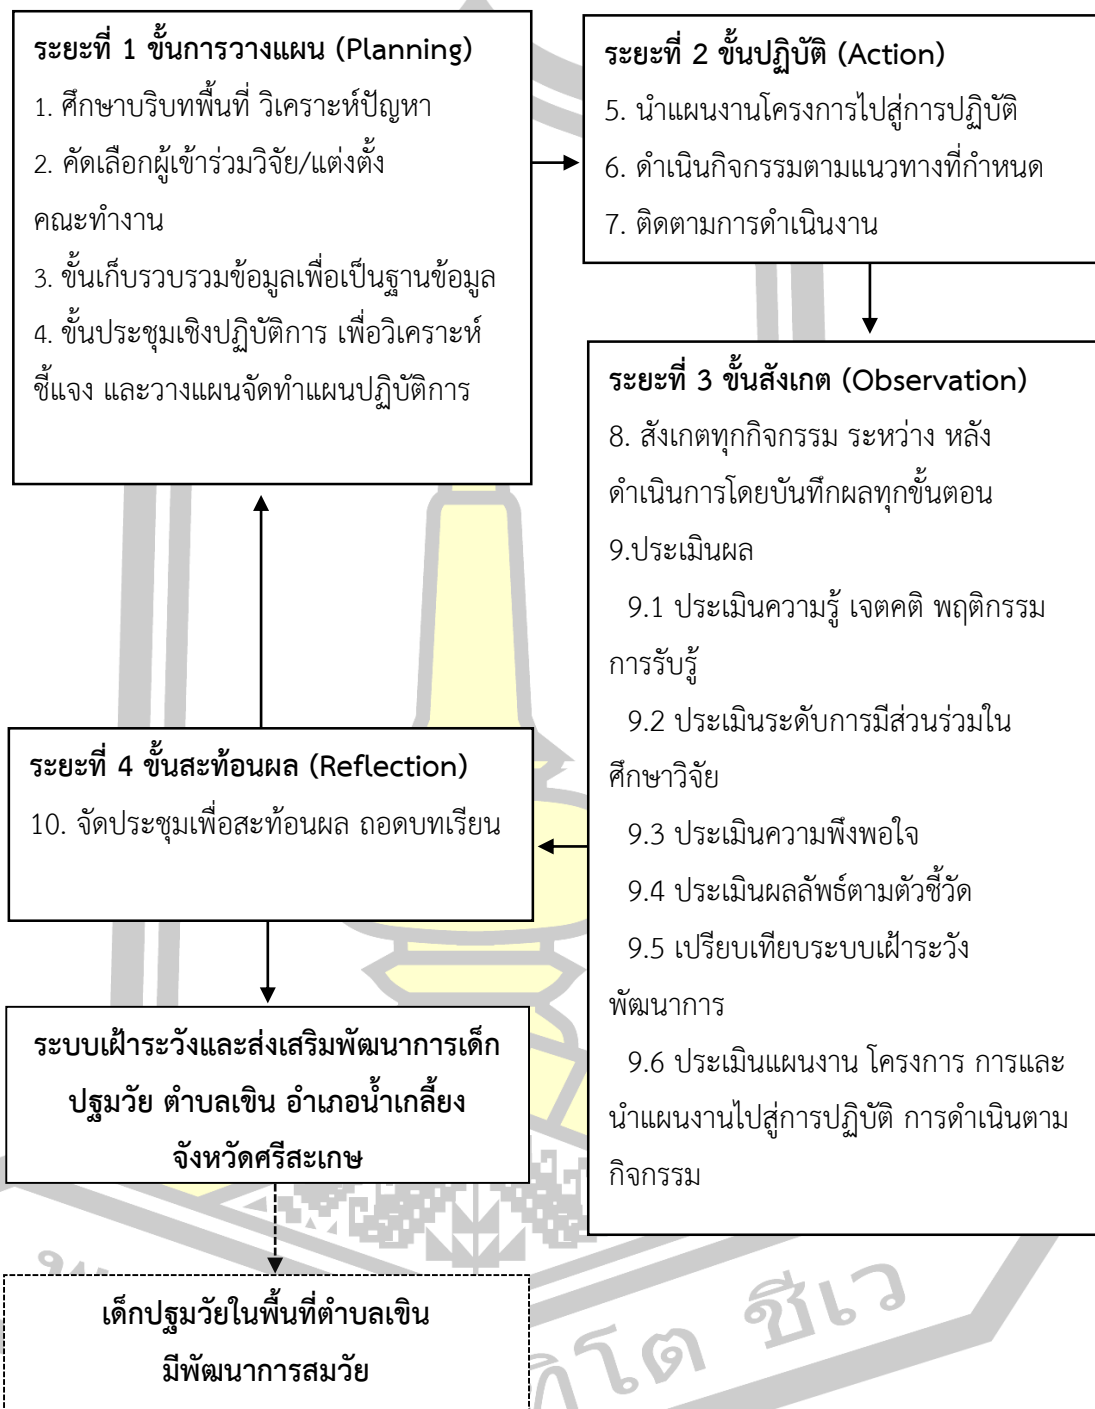 ระยะที่ 1 ขั้นการวางแผน (Planning)
1. ศึกษาบริบทพื้นที่ วิเคราะห์ปัญหา
2. คัดเลือกผู้เข้าร่วมวิจัย/แต่งตั้ง
คณะทำงาน
3. ขั้นเก็บรวบรวมข้อมูลเพื่อเป็นฐานข้อมูล
4. ขั้นประชุมเชิงปฏิบัติการ เพื่อวิเคราะห์
ชี้แจง และวางแผนจัดทำแผนปฏิบัติการ
ระยะที่ 2 ขั้นปฏิบัติ (Action)
5. นำแผนงานโครงการไปสู่การปฏิบัติ
6. ดำเนินกิจกรรมตามแนวทางที่กำหนด
7. ติดตามการดำเนินงาน
ระยะที่ 3 ขั้นสังเกต (Observation)
8. สังเกตทุกกิจกรรม ระหว่าง หลัง
ดำเนินการโดยบันทึกผลทุกขั้นตอน
9.ประเมินผล
9.1 ประเมินความรู้ เจตคติ พฤติกรรม
การรับรู้
9.2 ประเมินระดับการมีส่วนร่วมใน
ศึกษาวิจัย
9.3 ประเมินความพึงพอใจ
9.4 ประเมินผลลัพธ์ตามตัวชี้วัด
9.5 เปรียบเทียบระบบเฝ้าระวัง
พัฒนาการ
9.6 ประเมินแผนงาน โครงการ การและ
นำแผนงานไปสู่การปฏิบัติ การดำเนินตาม
กิจกรรม
ระยะที่ 4 ขั้นสะท้อนผล (Reflection)
10. จัดประชุมเพื่อสะท้อนผล ถอดบทเรียน
ระบบเฝ้าระวังและส่งเสริมพัฒนาการเด็ก
ปฐมวัย ตำบลเขิน อำเภอน้ำเกลี้ยง
จังหวัดศรีสะเกษ
เด็กปฐมวัยในพื้นที่ตำบลเขิน
มีพัฒนาการสมวัย
ชีเว